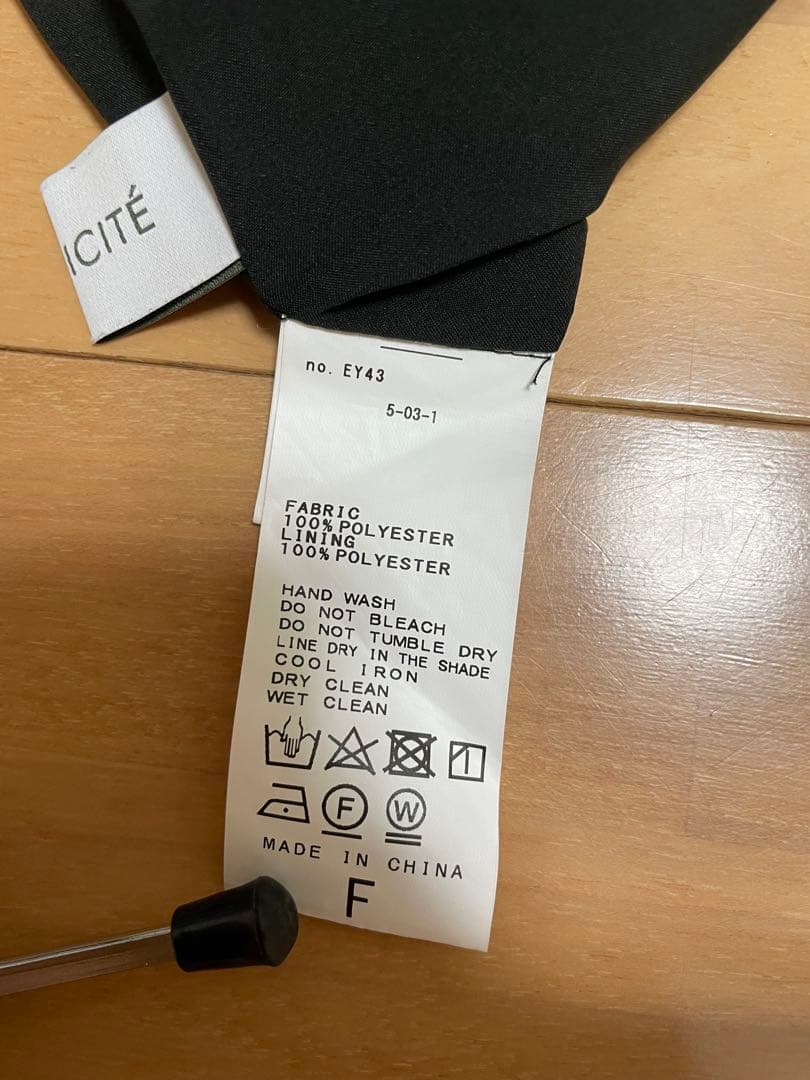 ICITÉ
no. EY43
5-03-1
FABRIC
100% POLYESTER
LINING
100% POLYESTER
HAND WASH
DO NOT BLEACH
DO NOT TUMBLE DRY
LINE DRY IN THE SHADE
COOL IRON
DRY CLEAN
WET CLEAN
F W
MADE IN CHINA
F